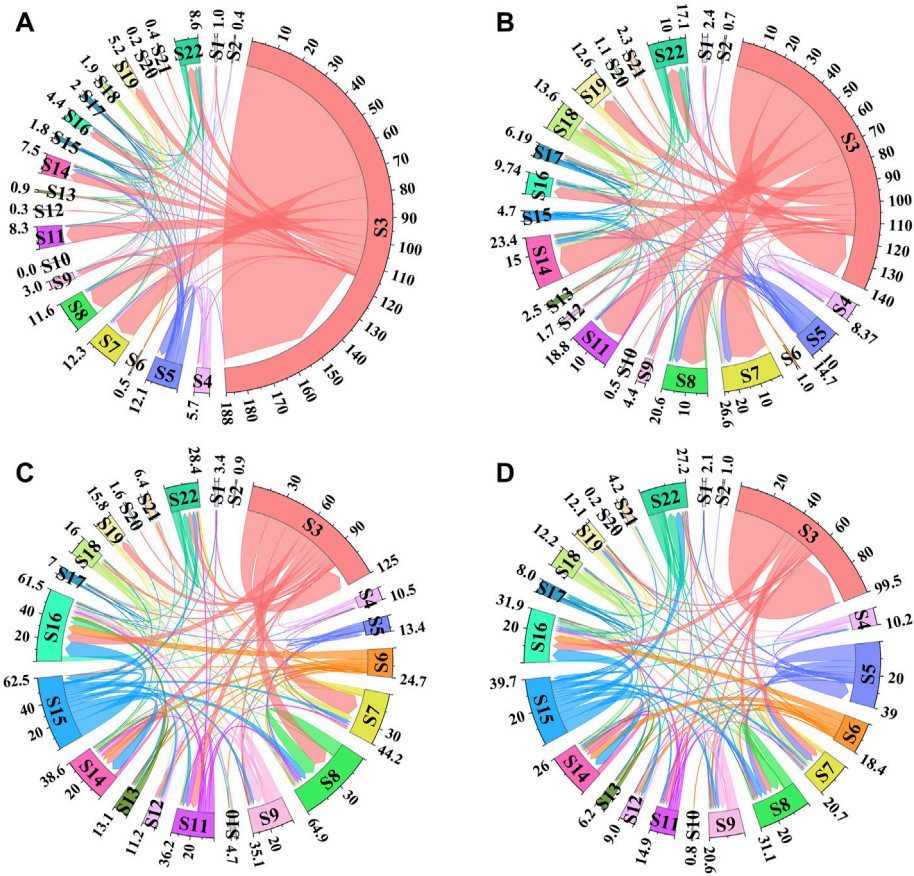 A
S1 1.0
S2 0.4
S3 10 20 30 40 50 60 70 80 90 100 110 120 130 140 150 160 170 180 188
S4 5.7
S5 12.1
S6 0.5
S7 12.3
S8 11.6
S9 3.0
S10 0.0
S11 8.3
S12 0.3
S13 0.9
S14 7.5
S15 1.8
S16 4.4
S17 2
S18 1.9
S19 5.2
S20 0.2
S21 0.4
S22 9.8
B
S1 2.4
S2 0.7
S3 10 20 30 40 50 60 70 80 90 100 110 120 130 140
S4 8.37
S5 10 14.7
S6 1.0
S7 10 20 26.6
S8 10 20.6
S9 4.4
S10 0.5
S11 10 18.8
S12 1.7
S13 2.5
S14 15 23.4
S15 4.7
S16 9.74
S17 6.19
S18 13.6
S19 12.6
S20 1.1
S21 2.3
S22 10 17.1
C
S1 3.4
S2 0.9
S3 30 60 90 125
S4 10.5
S5 13.4
S6 24.7
S7 30 44.2
S8 30 64.9
S9 20 35.1
S10 4.7
S11 20 36.2
S12 11.2
S13 13.1
S14 20 38.6
S15 20 40 62.5
S16 20 40 61.5
S17 7
S18 16
S19 15.8
S20 1.6
S21 6.4
S22 28.4
D
S1 2.1
S2 1.0
S3 20 40 60 80 99.5
S4 10.2
S5 20 39
S6 18.4
S7 20.7
S8 20 31.1
S9 20.6
S10 0.8
S11 14.9
S12 9.0
S13 6.2
S14 26
S15 20 39.7
S16 20 31.9
S17 8.0
S18 12.2
S19 12.1
S20 0.2
S21 4.2
S22 27.2